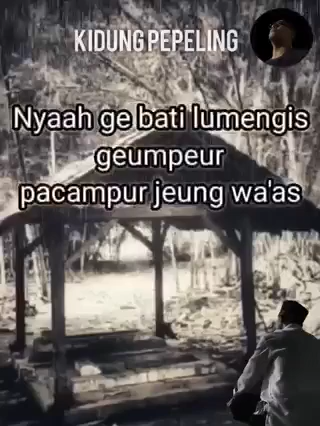 KIDUNG PEPELING
Nyaah ge bati lumengis
geumpeur
pacampur jeung wa'as